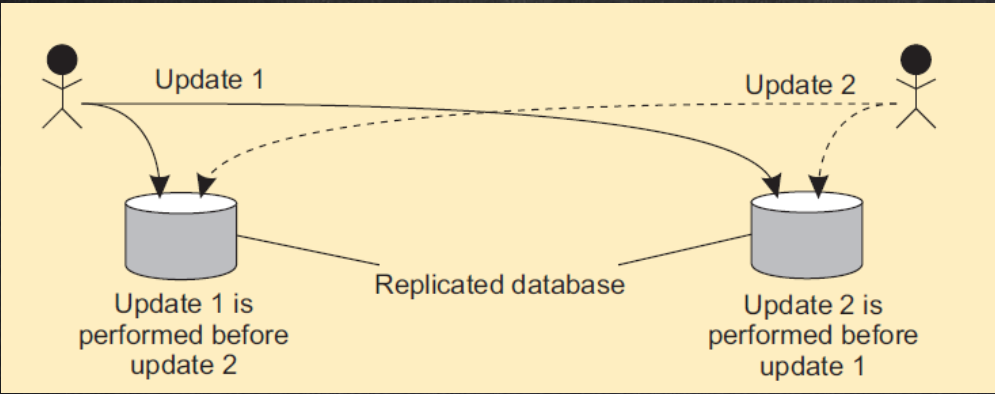 Update 1
Update 2
Replicated database
Update 1 is
performed before
update 2
Update 2 is
performed before
update 1